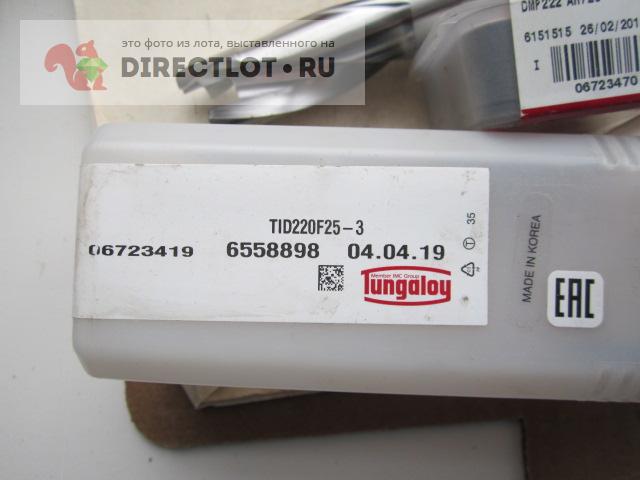 это фото из лота, выставленного на
DIRECTLOT.RU
DMP222
6151515 26/02/201
I
06723470
TID220F25-3
06723419 6558898 04.04.19
35
Member IMC Group
Tungaloy
MADE IN KOREA
EAC